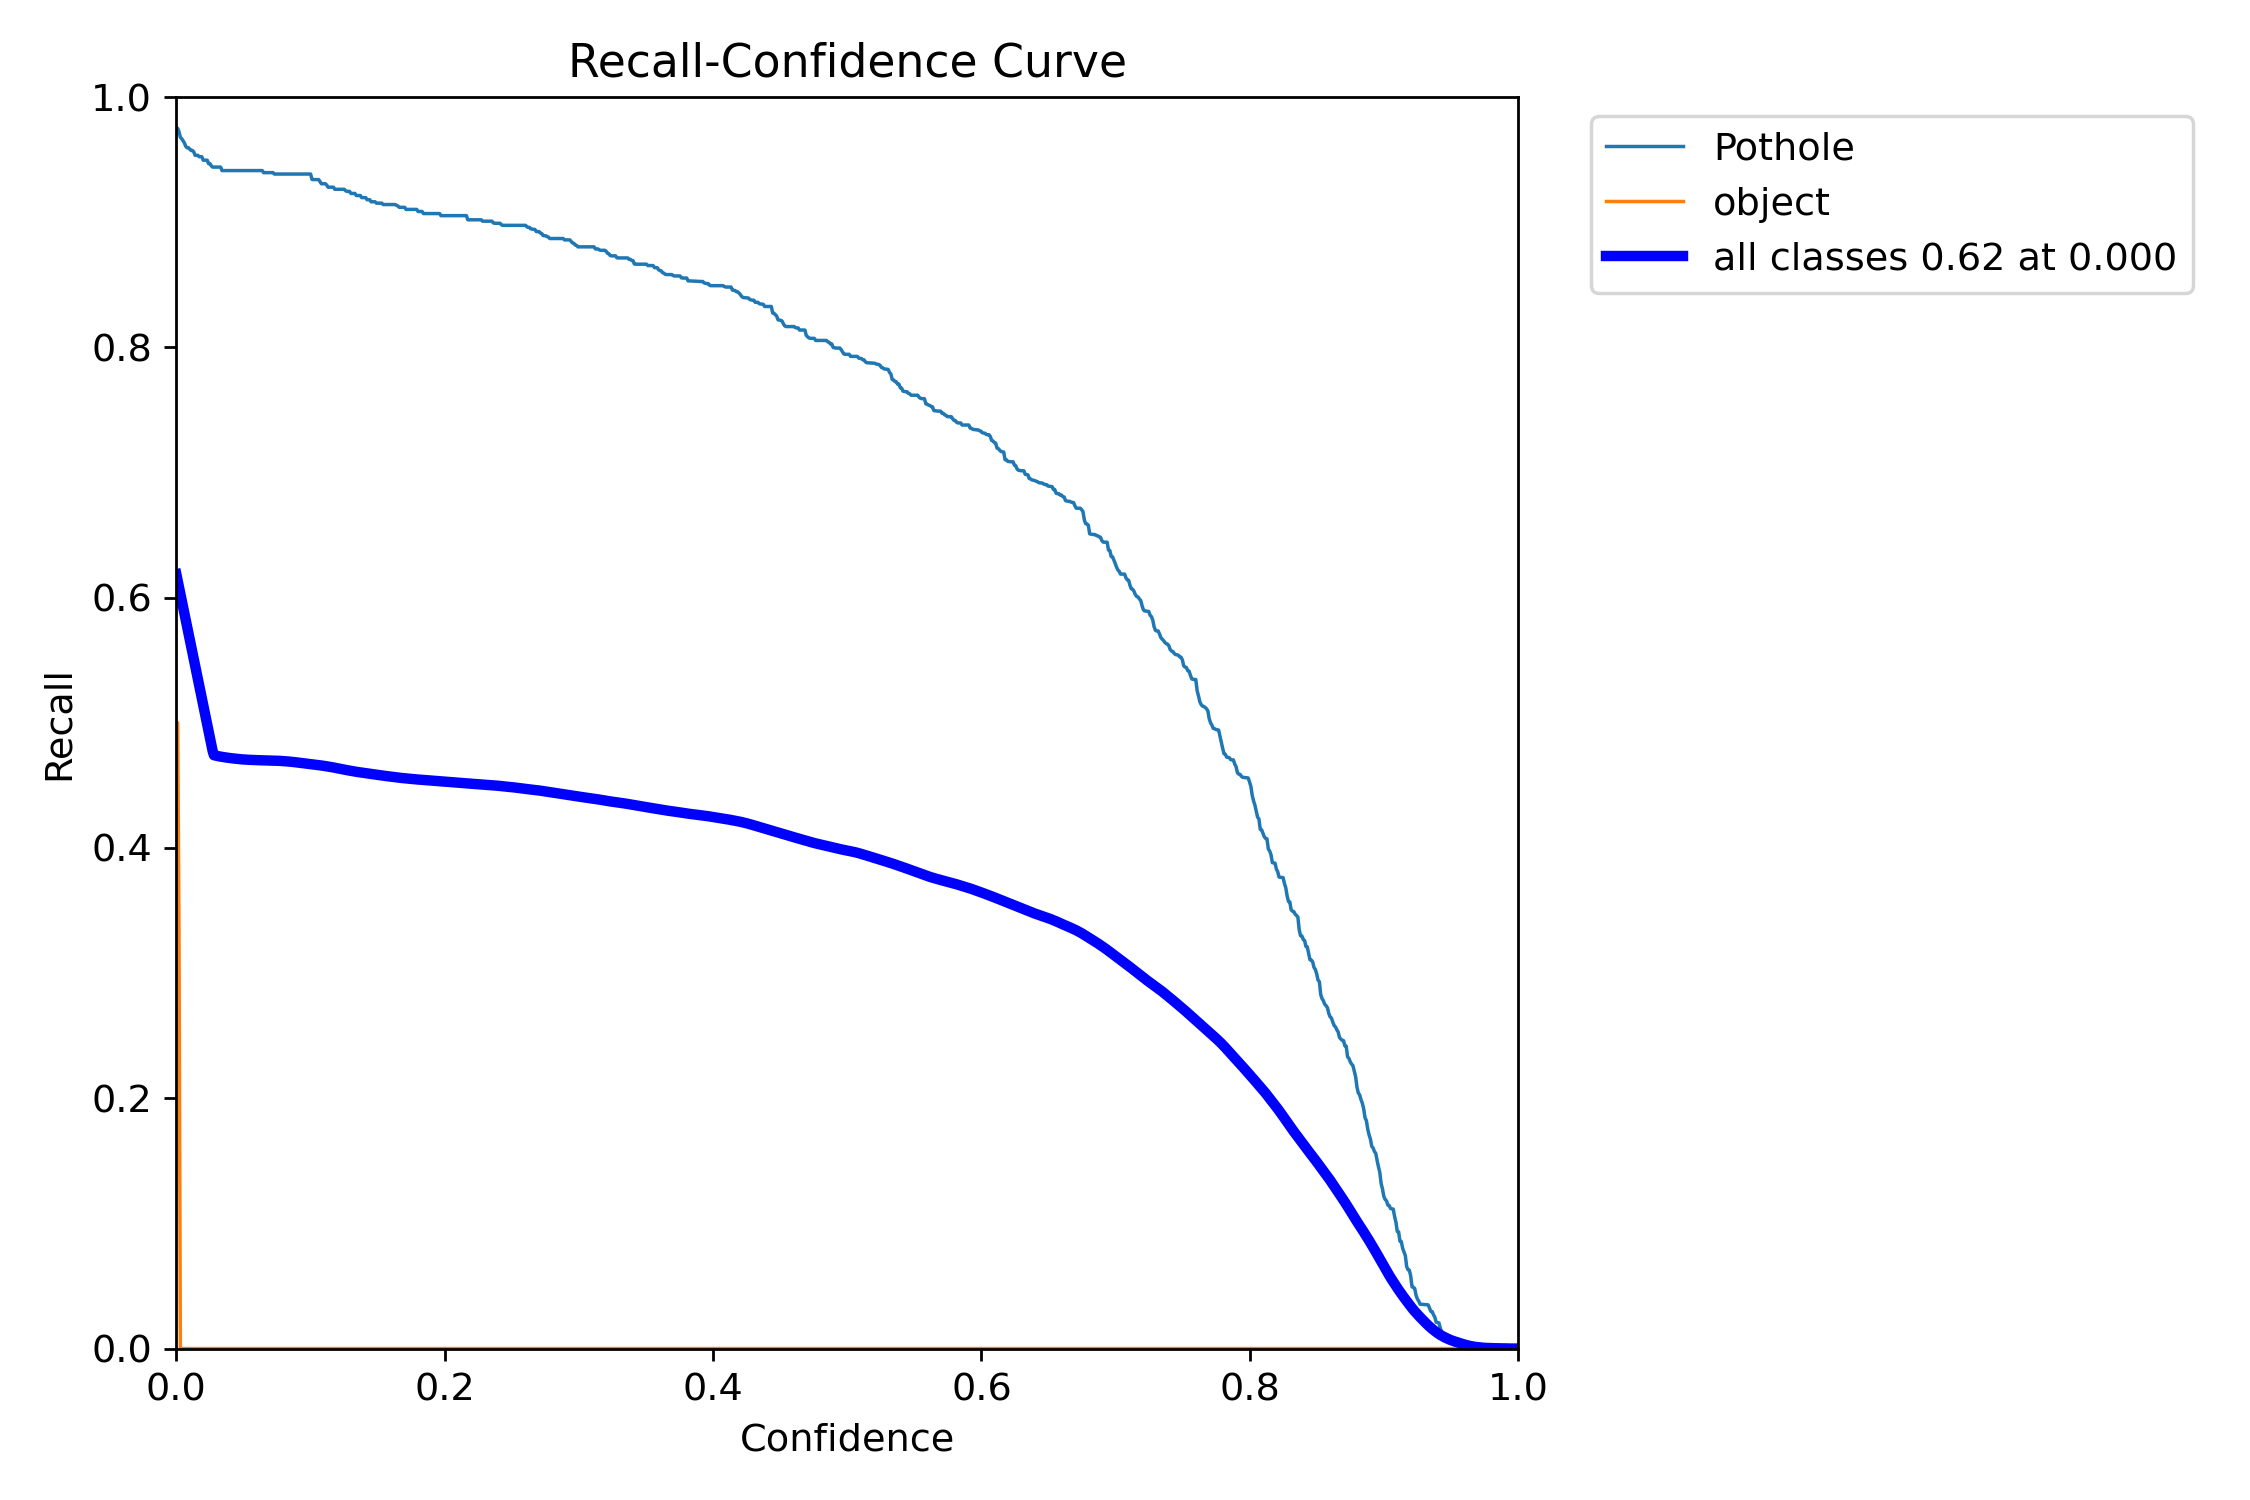 Recall-Confidence Curve
1.0
0.8
0.6
0.4
0.2
0.0
Recall
0.0 0.2 0.4 0.6 0.8 1.0
Confidence
Pothole
object
all classes 0.62 at 0.000